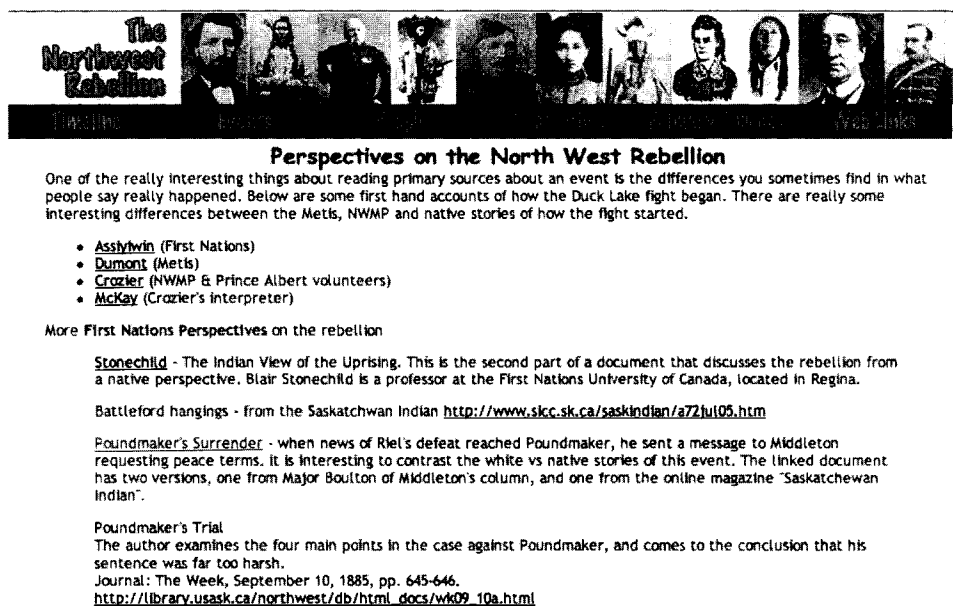 The
Northwest
Rebellion
Timeline
Web Links
Perspectives on the North West Rebellion
One of the really interesting things about reading primary sources about an event is the differences you sometimes find in what
people say really happened. Below are some first hand accounts of how the Duck Lake fight began. There are really some
interesting differences between the Metis, NWMP and native stories of how the fight started.
• Assiyiwin (First Nations)
• Dumont (Metis)
• Crozier (NWMP & Prince Albert volunteers)
• McKay (Crozier's interpreter)
More First Nations Perspectives on the rebellion
Stonechild - The Indian View of the Uprising. This is the second part of a document that discusses the rebellion from
a native perspective. Blair Stonechild is a professor at the First Nations University of Canada, located in Regina.
Battleford hangings - from the Saskatchwan Indian http://www.sicc.sk.ca/saskindian/a72jul05.htm
Poundmaker's Surrender - when news of Riel's defeat reached Poundmaker, he sent a message to Middleton
requesting peace terms. It is interesting to contrast the white vs native stories of this event. The linked document
has two versions, one from Major Boulton of Middleton's column, and one from the online magazine "Saskatchewan
Indian".
Poundmaker's Trial
The author examines the four main points in the case against Poundmaker, and comes to the conclusion that his
sentence was far too harsh.
Journal: The Week, September 10, 1885, pp. 645-646.
http://library.usask.ca/northwest/db/html_docs/wk09_10a.html